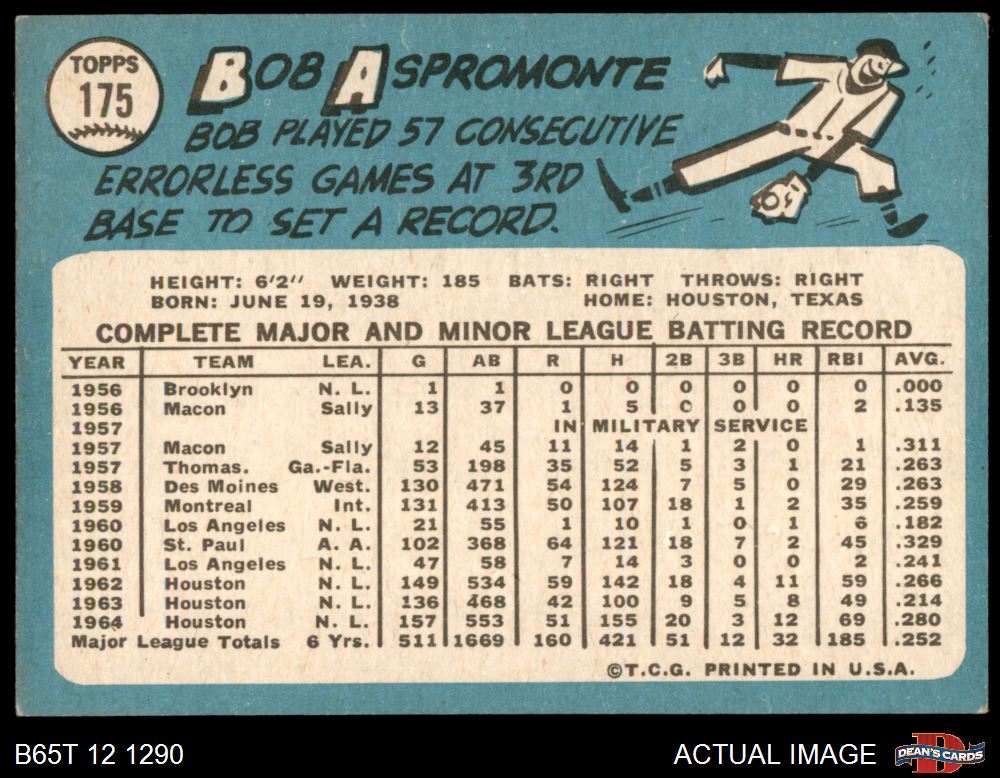 TOPPS
175
BOB ASPROMONTE
BOB PLAYED 57 CONSECUTIVE
ERRORLESS GAMES AT 3RD
BASE TO SET A RECORD.
HEIGHT: 6'2" WEIGHT: 185 BATS: RIGHT THROWS: RIGHT
BORN: JUNE 19, 1938 HOME: HOUSTON, TEXAS
COMPLETE MAJOR AND MINOR LEAGUE BATTING RECORD
YEAR TEAM LEA. G AB R H 2B 3B HR RBI AVG.
1956 Brooklyn N. L. 1 1 0 0 0 0 0 0 .000
1956 Macon Sally 13 37 1 5 0 0 0 2 .135
1957 IN MILITARY SERVICE
1957 Macon Sally 12 45 11 14 1 2 0 1 .311
1957 Thomas. Ga.-Fla. 53 198 35 52 5 3 1 21 .263
1958 Des Moines West. 130 471 54 124 7 5 0 29 .263
1959 Montreal Int. 131 413 50 107 18 1 2 35 .259
1960 Los Angeles N. L. 21 55 1 10 1 0 1 6 .182
1960 St. Paul A. A. 102 368 64 121 18 7 2 45 .329
1961 Los Angeles N. L. 47 58 7 14 3 0 0 2 .241
1962 Houston N. L. 149 534 59 142 18 4 11 59 .266
1963 Houston N. L. 136 468 42 100 9 5 8 49 .214
1964 Houston N. L. 157 553 51 155 20 3 12 69 .280
Major League Totals 6 Yrs. 511 1669 160 421 51 12 32 185 .252
©T.C.G. PRINTED IN U.S.A.
B65T 12 1290 ACTUAL IMAGE DEAN'S CARDS